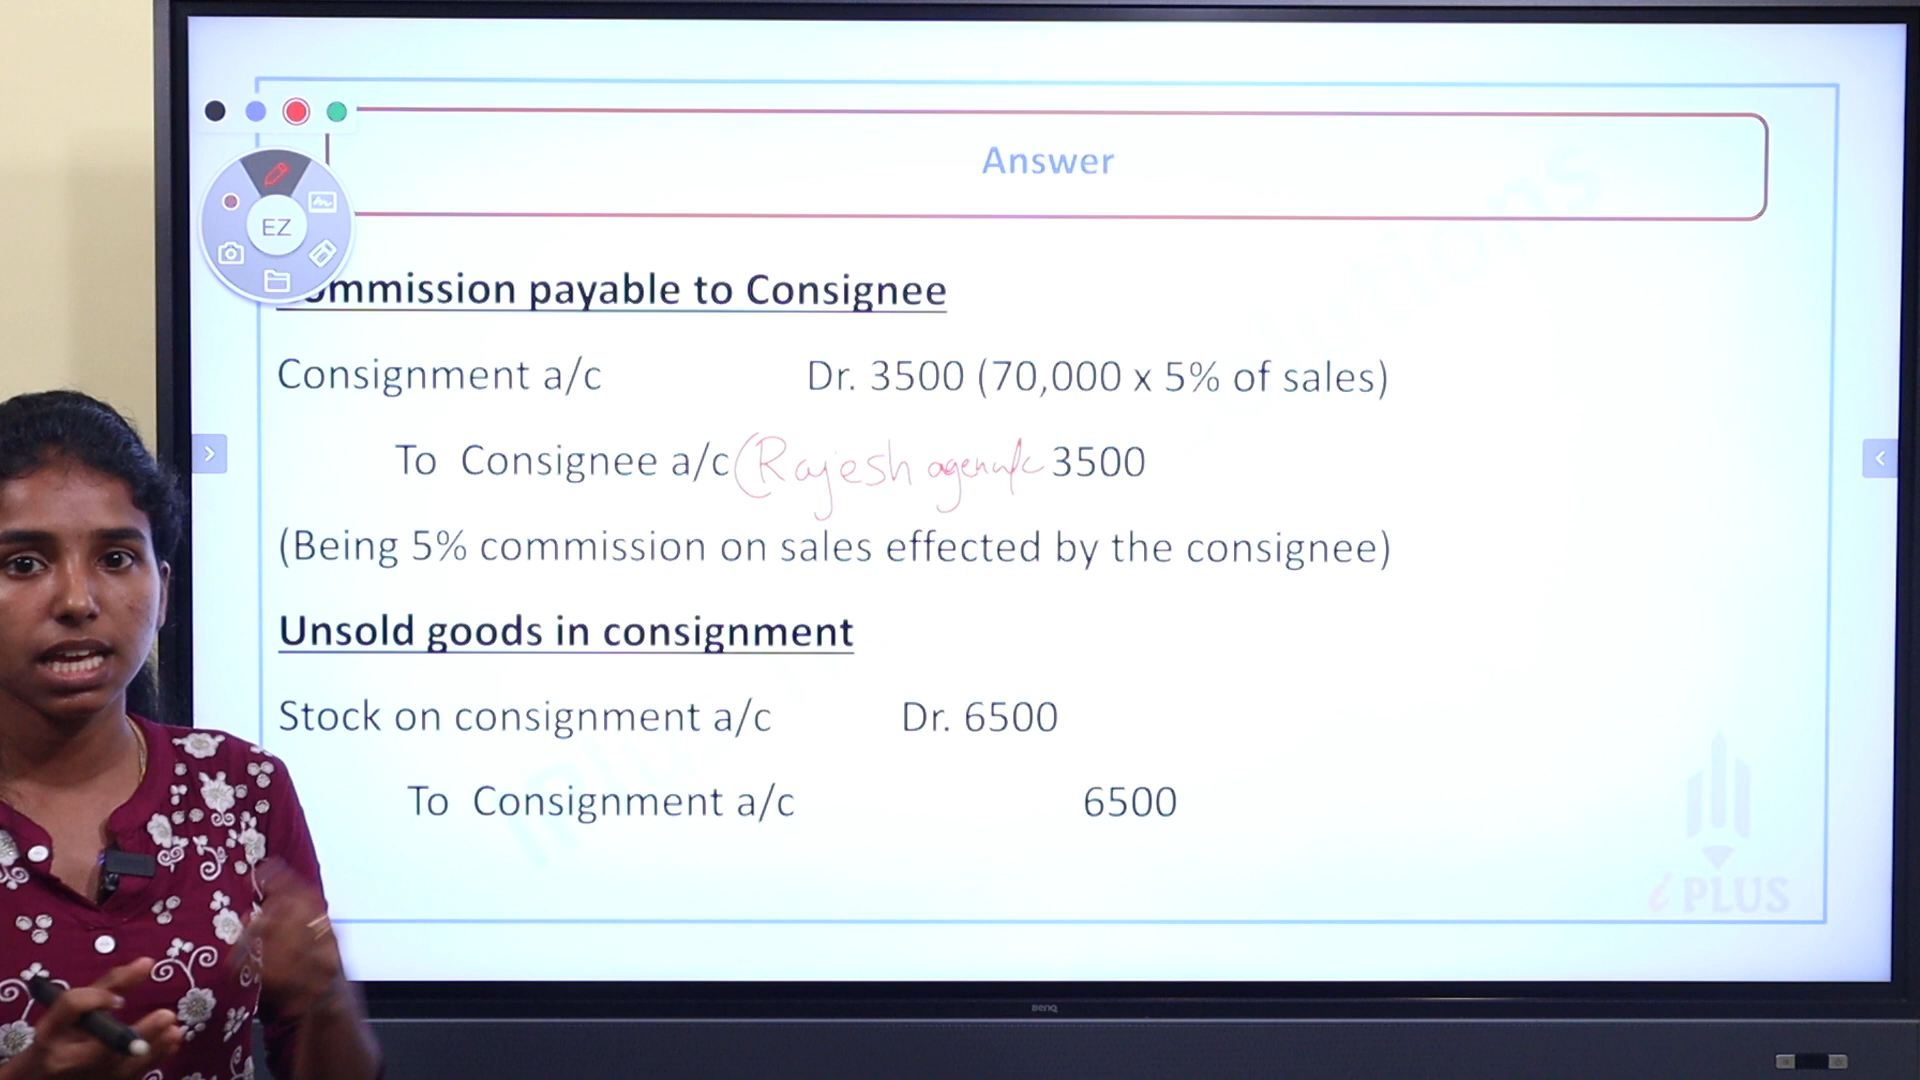 Answer
EZ
ommission payable to Consignee
Consignment a/c Dr. 3500 (70,000 x 5% of sales)
To Consignee a/c (Rajesh 3500
(Being 5% commission on sales effected by the consignee)
Unsold goods in consignment
Stock on consignment a/c Dr. 6500
To Consignment a/c 6500
i PLUS
BenQ